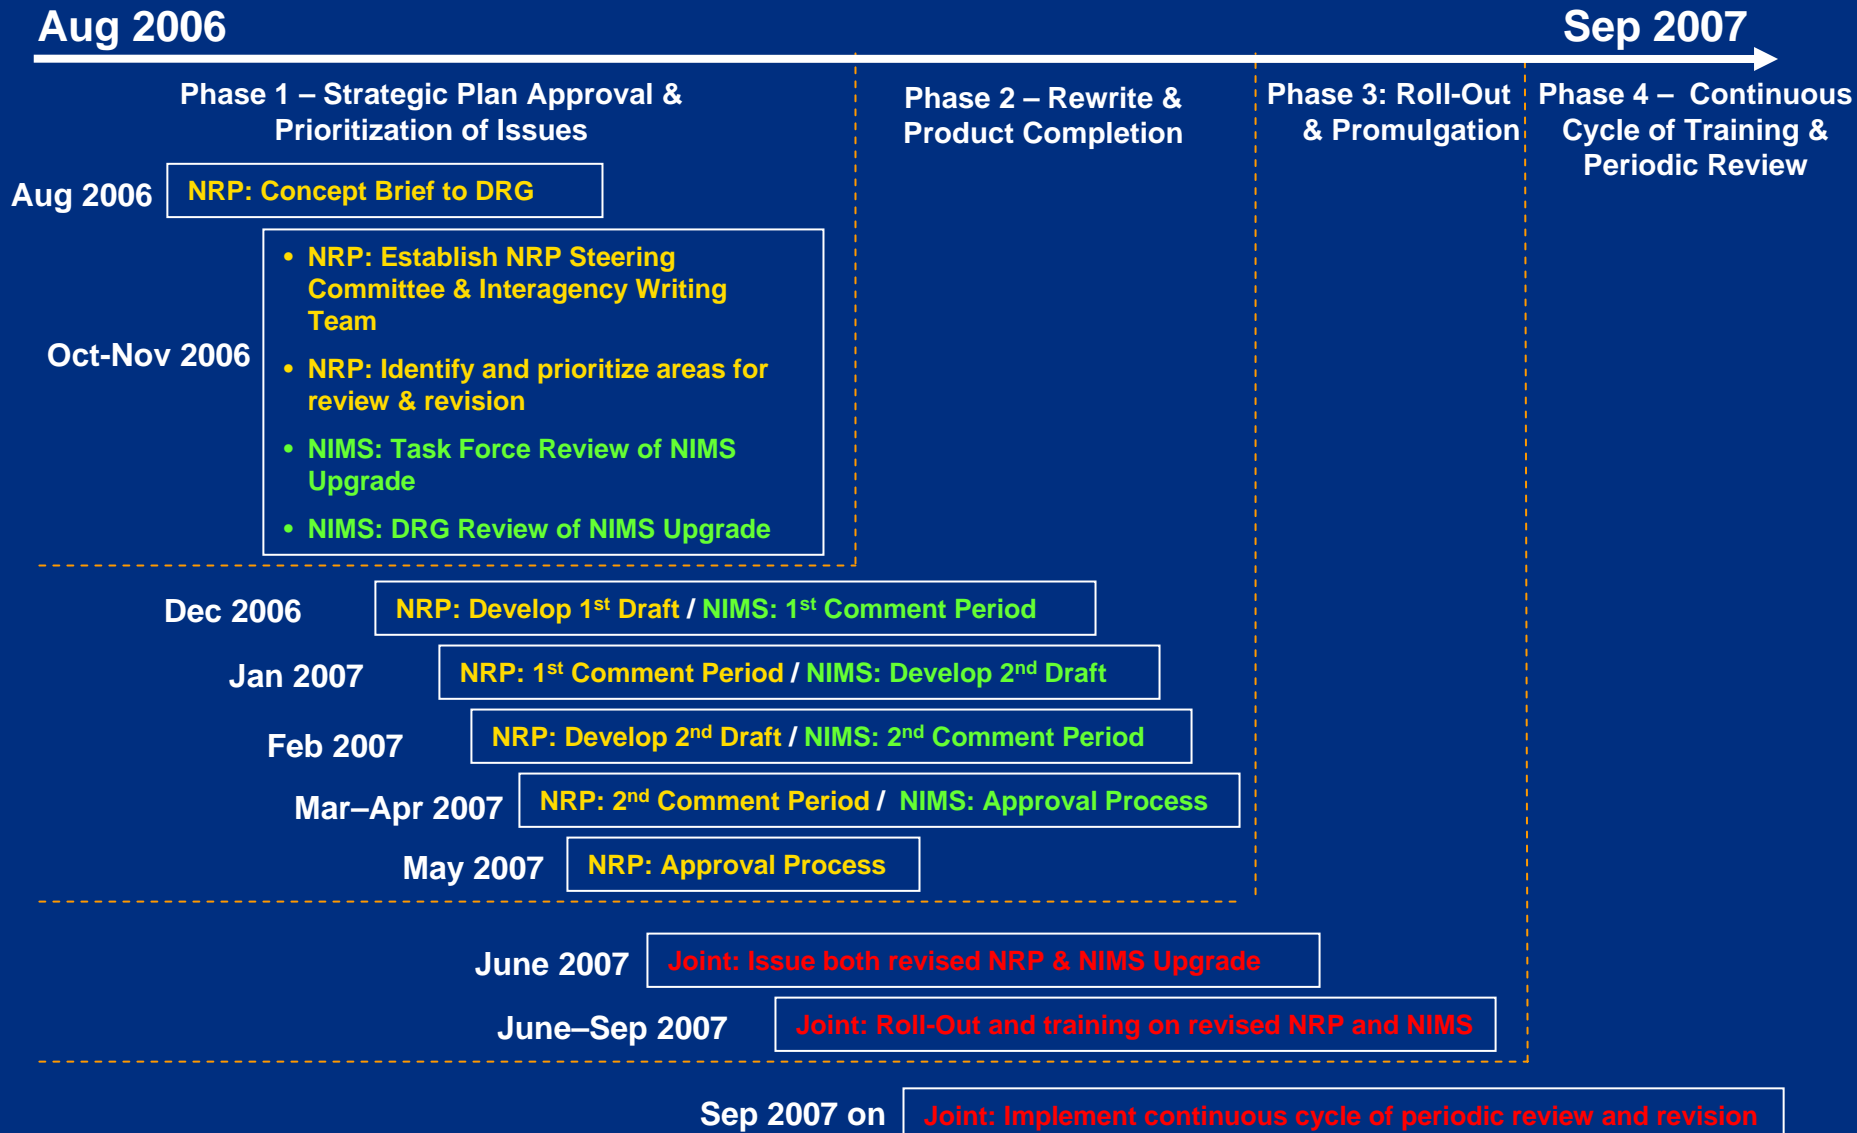 Aug 2006
Sep 2007
Phase 1 – Strategic Plan Approval &
Prioritization of Issues
Phase 2 – Rewrite &
Product Completion
Phase 3: Roll-Out
& Promulgation
Phase 4 – Continuous
Cycle of Training &
Periodic Review
Aug 2006
NRP: Concept Brief to DRG
Oct-Nov 2006
• NRP: Establish NRP Steering
Committee & Interagency Writing
Team
• NRP: Identify and prioritize areas for
review & revision
• NIMS: Task Force Review of NIMS
Upgrade
• NIMS: DRG Review of NIMS Upgrade
Dec 2006
NRP: Develop 1st Draft / NIMS: 1st Comment Period
Jan 2007
NRP: 1st Comment Period / NIMS: Develop 2nd Draft
Feb 2007
NRP: Develop 2nd Draft / NIMS: 2nd Comment Period
Mar–Apr 2007
NRP: 2nd Comment Period / NIMS: Approval Process
May 2007
NRP: Approval Process
June 2007
Joint: Issue both revised NRP & NIMS Upgrade
June–Sep 2007
Joint: Roll-Out and training on revised NRP and NIMS
Sep 2007 on
Joint: Implement continuous cycle of periodic review and revision